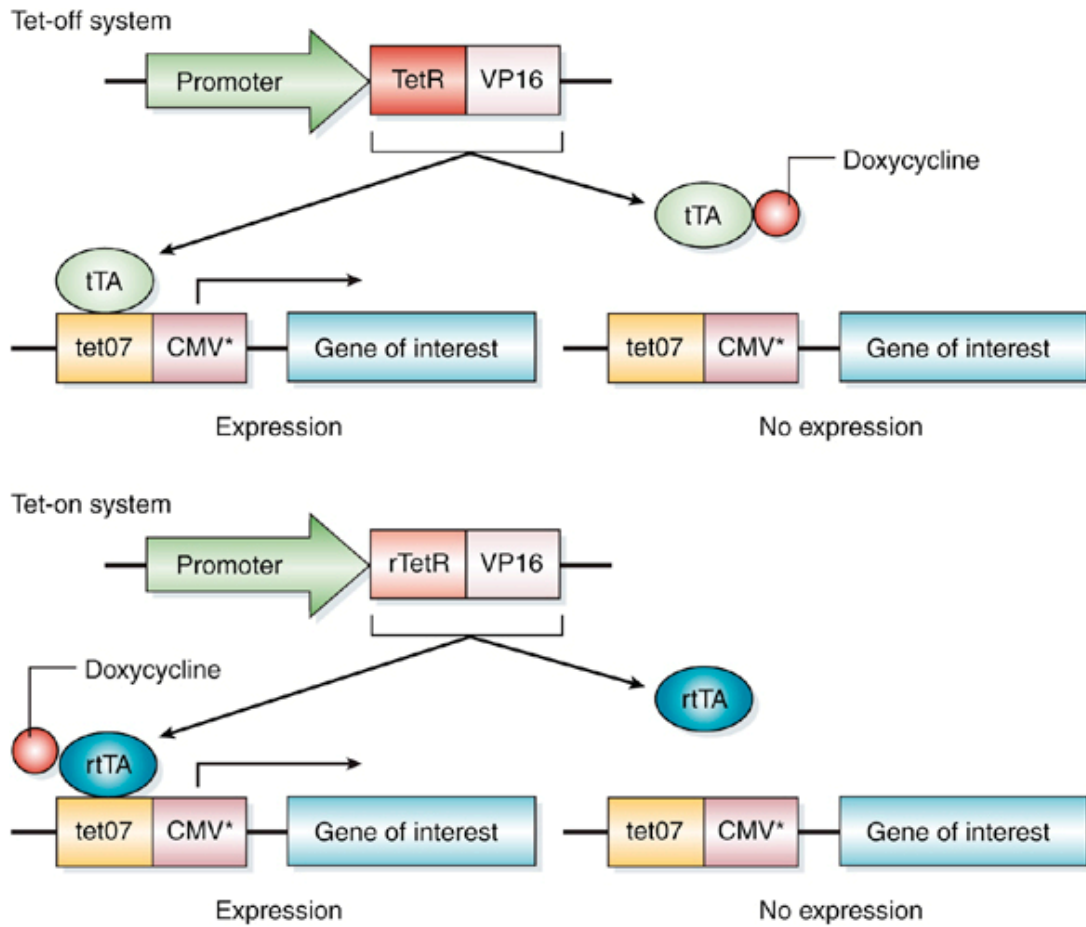 Tet-off system
Promoter
TetR
VP16
Doxycycline
tTA
tTA
tet07
CMV*
Gene of interest
tet07
CMV*
Gene of interest
Expression
No expression
Tet-on system
Promoter
rTetR
VP16
Doxycycline
rtTA
rtTA
tet07
CMV*
Gene of interest
tet07
CMV*
Gene of interest
Expression
No expression